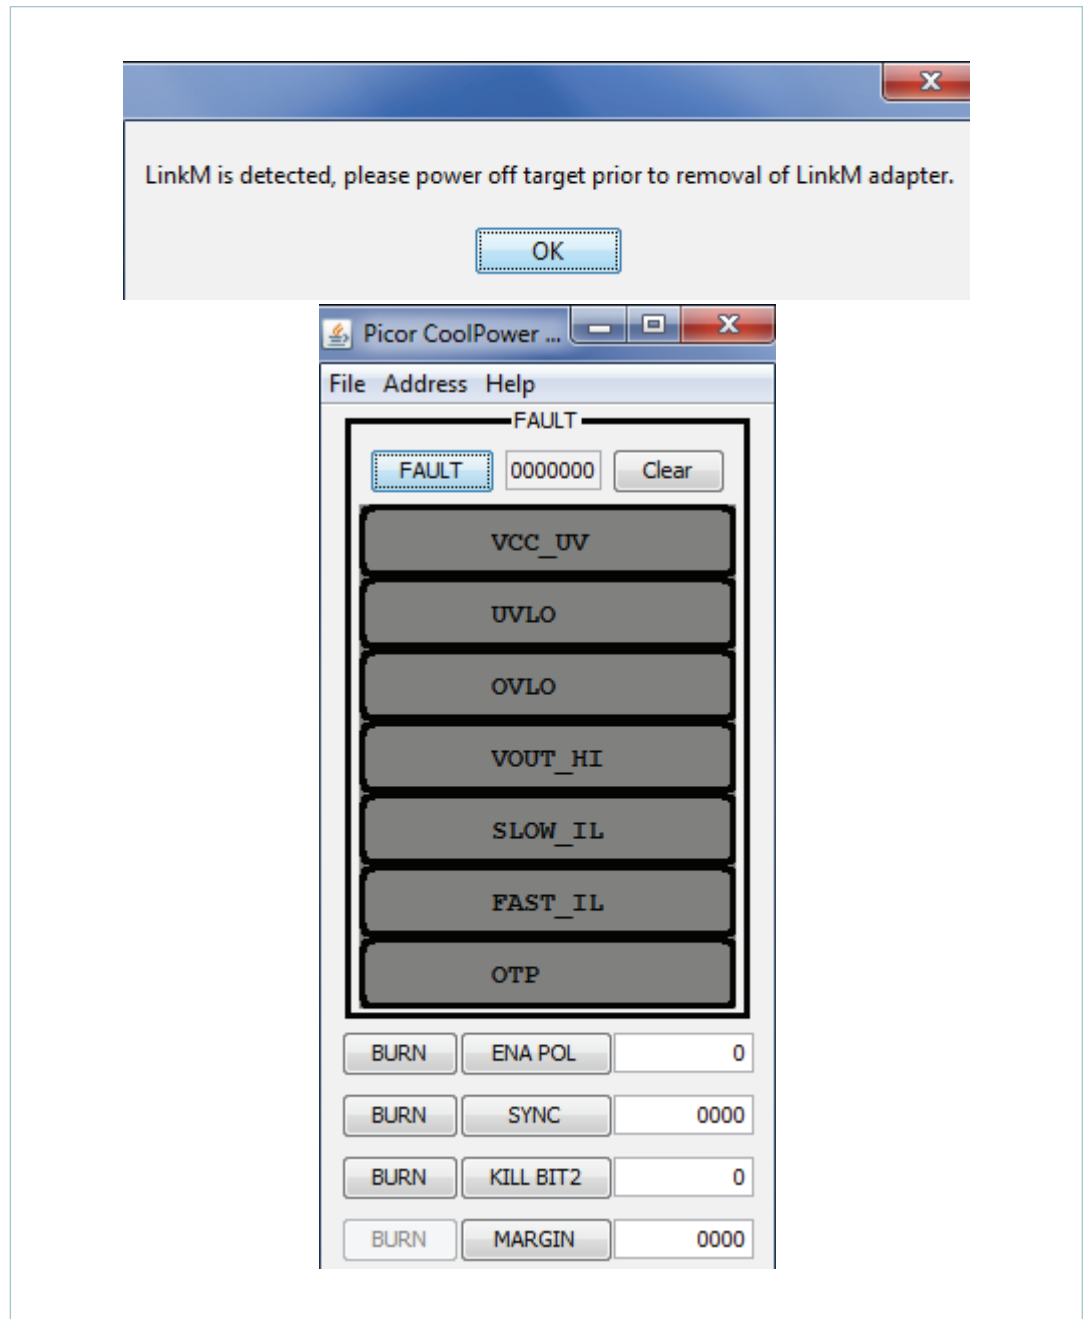 X
LinkM is detected, please power off target prior to removal of LinkM adapter.
OK
Picor CoolPower ...
File Address Help
FAULT
FAULT 0000000 Clear
VCC_UV
UVLO
OVLO
VOUT_HI
SLOW_IL
FAST_IL
OTP
BURN ENA POL 0
BURN SYNC 0000
BURN KILL BIT2 0
BURN MARGIN 0000